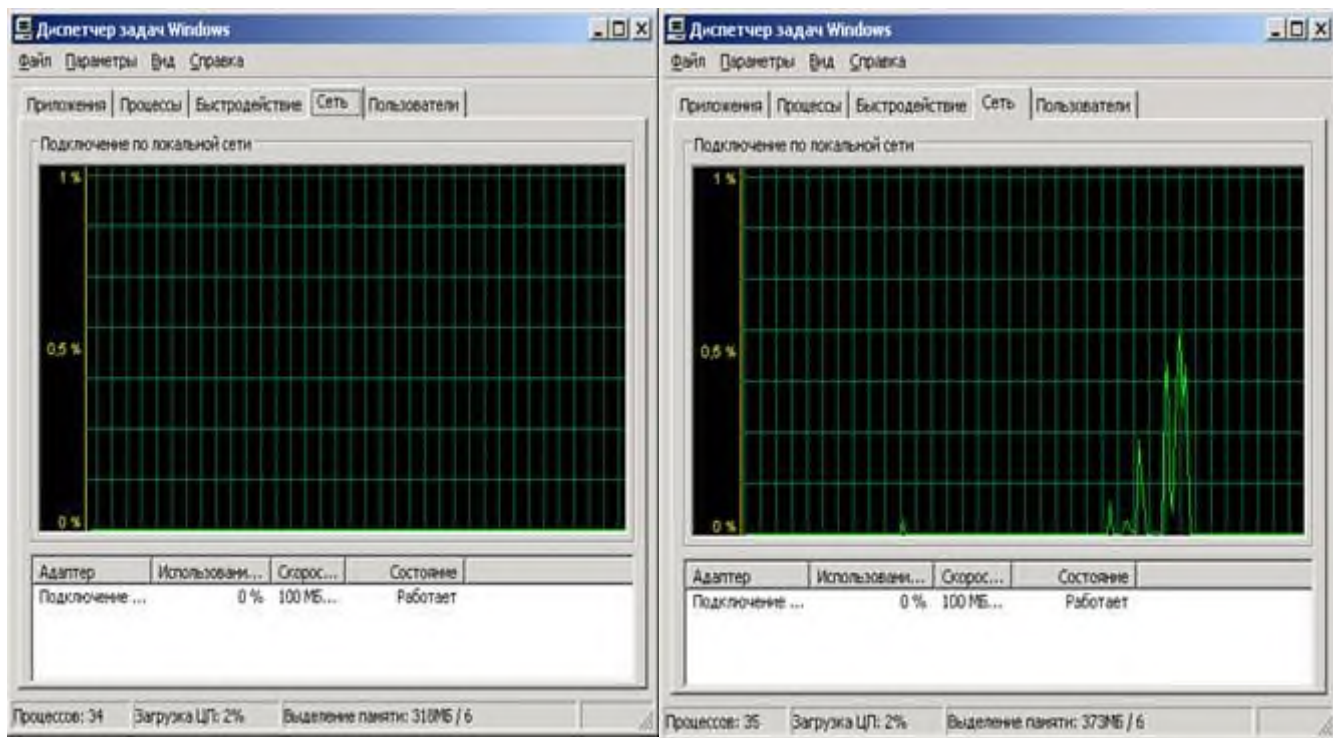 Диспетчер задач Windows
Файл Параметры Вид Справка
Приложения Процессы Быстродействие Сеть Пользователи
Подключение по локальной сети
1 %
0,5 %
0 %
Адаптер Использовани... Скорос... Состояние
Подключение ... 0 % 100 МБ... Работает
Процессов: 34 Загрузка ЦП: 2% Выделение памяти: 318МБ / 6
Диспетчер задач Windows
Файл Параметры Вид Справка
Приложения Процессы Быстродействие Сеть Пользователи
Подключение по локальной сети
1 %
0,5 %
0 %
Адаптер Использовани... Скорос... Состояние
Подключение ... 0 % 100 МБ... Работает
Процессов: 35 Загрузка ЦП: 2% Выделение памяти: 373МБ / 6